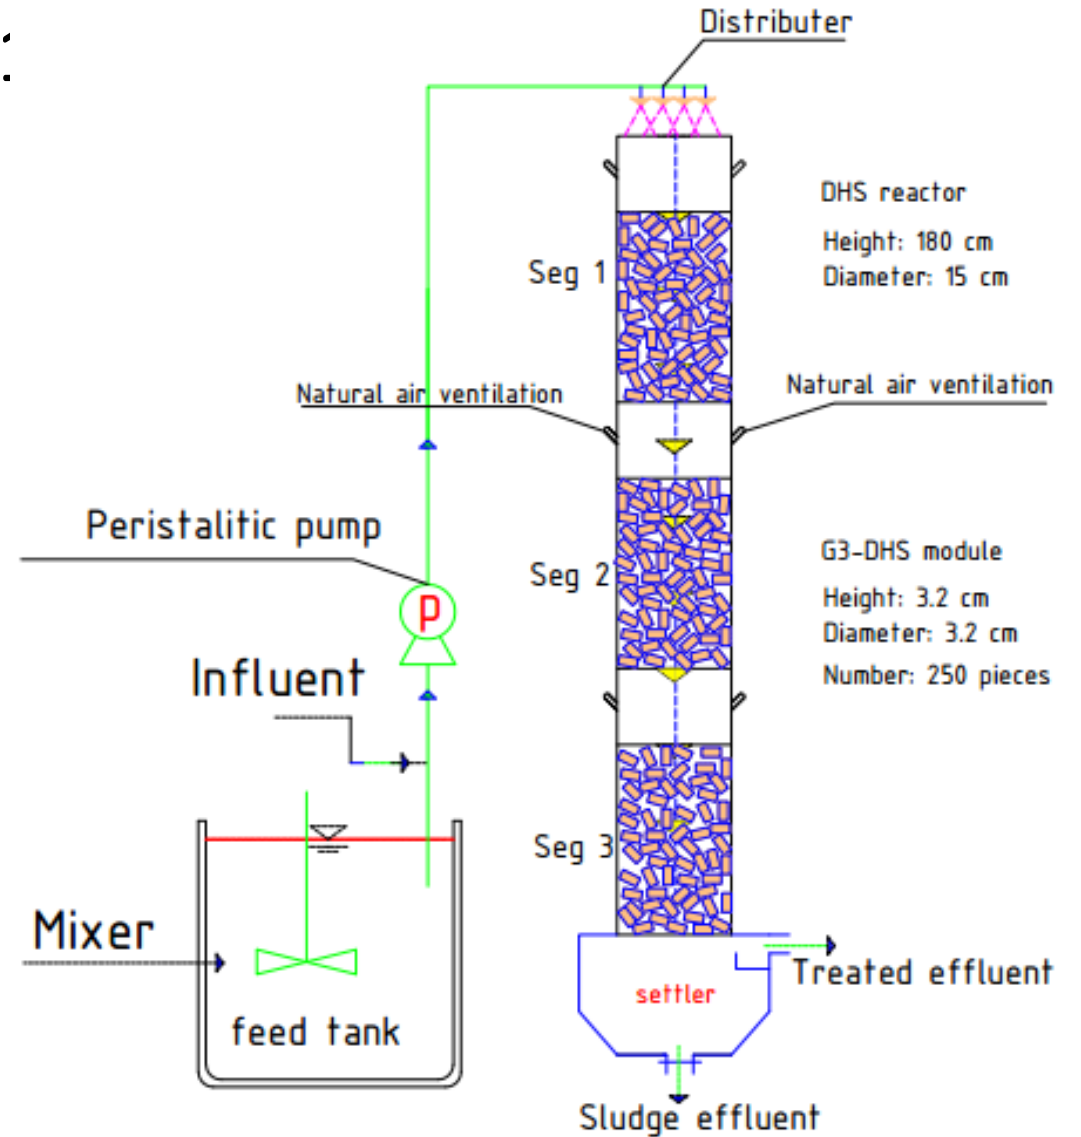 Distributer
DHS reactor
Height: 180 cm
Diameter: 15 cm
Seg 1
Natural air ventilation
Natural air ventilation
Peristalitic pump
P
Seg 2
G3-DHS module
Height: 3.2 cm
Diameter: 3.2 cm
Number: 250 pieces
Influent
Seg 3
Mixer
feed tank
settler
Treated effluent
Sludge effluent